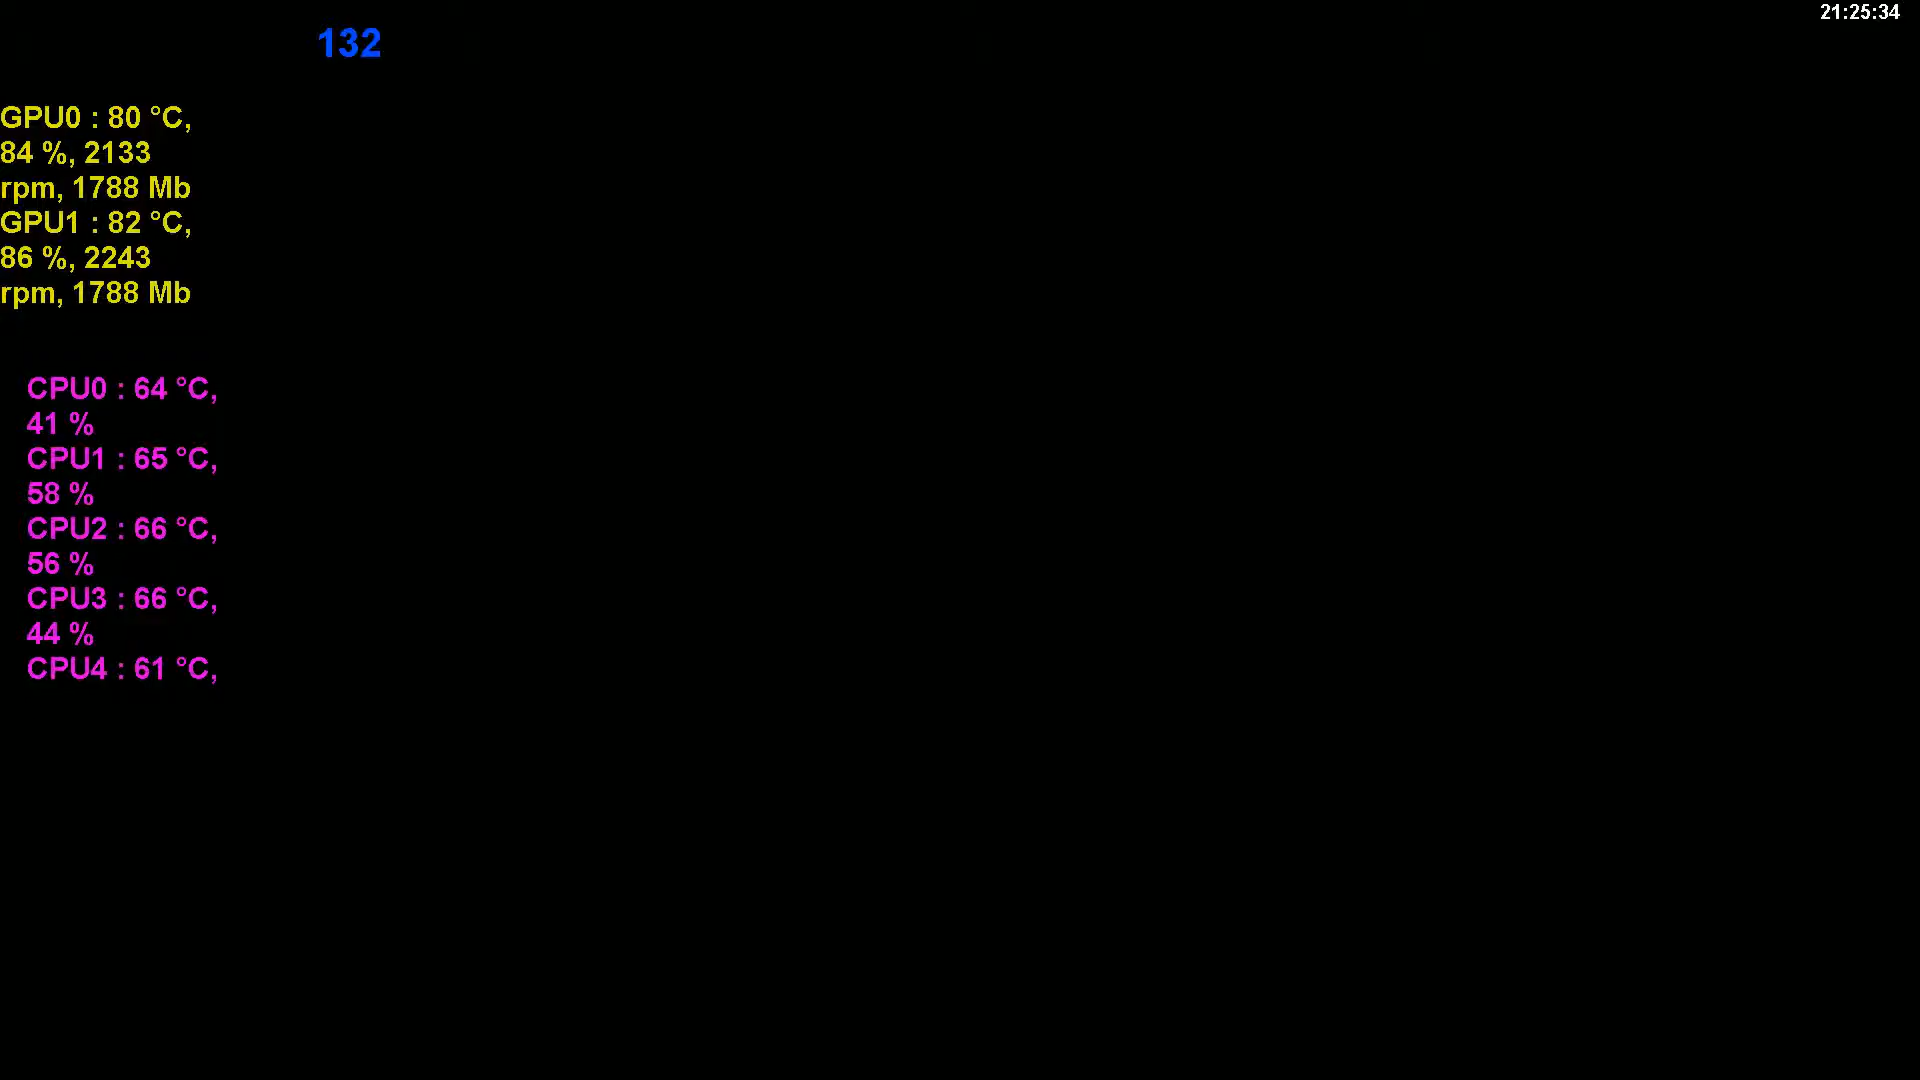 21:25:34
132
GPU0 : 80 °C,
84 %, 2133
rpm, 1788 Mb
GPU1 : 82 °C,
86 %, 2243
rpm, 1788 Mb
CPU0 : 64 °C,
41 %
CPU1 : 65 °C,
58 %
CPU2 : 66 °C,
56 %
CPU3 : 66 °C,
44 %
CPU4 : 61 °C,